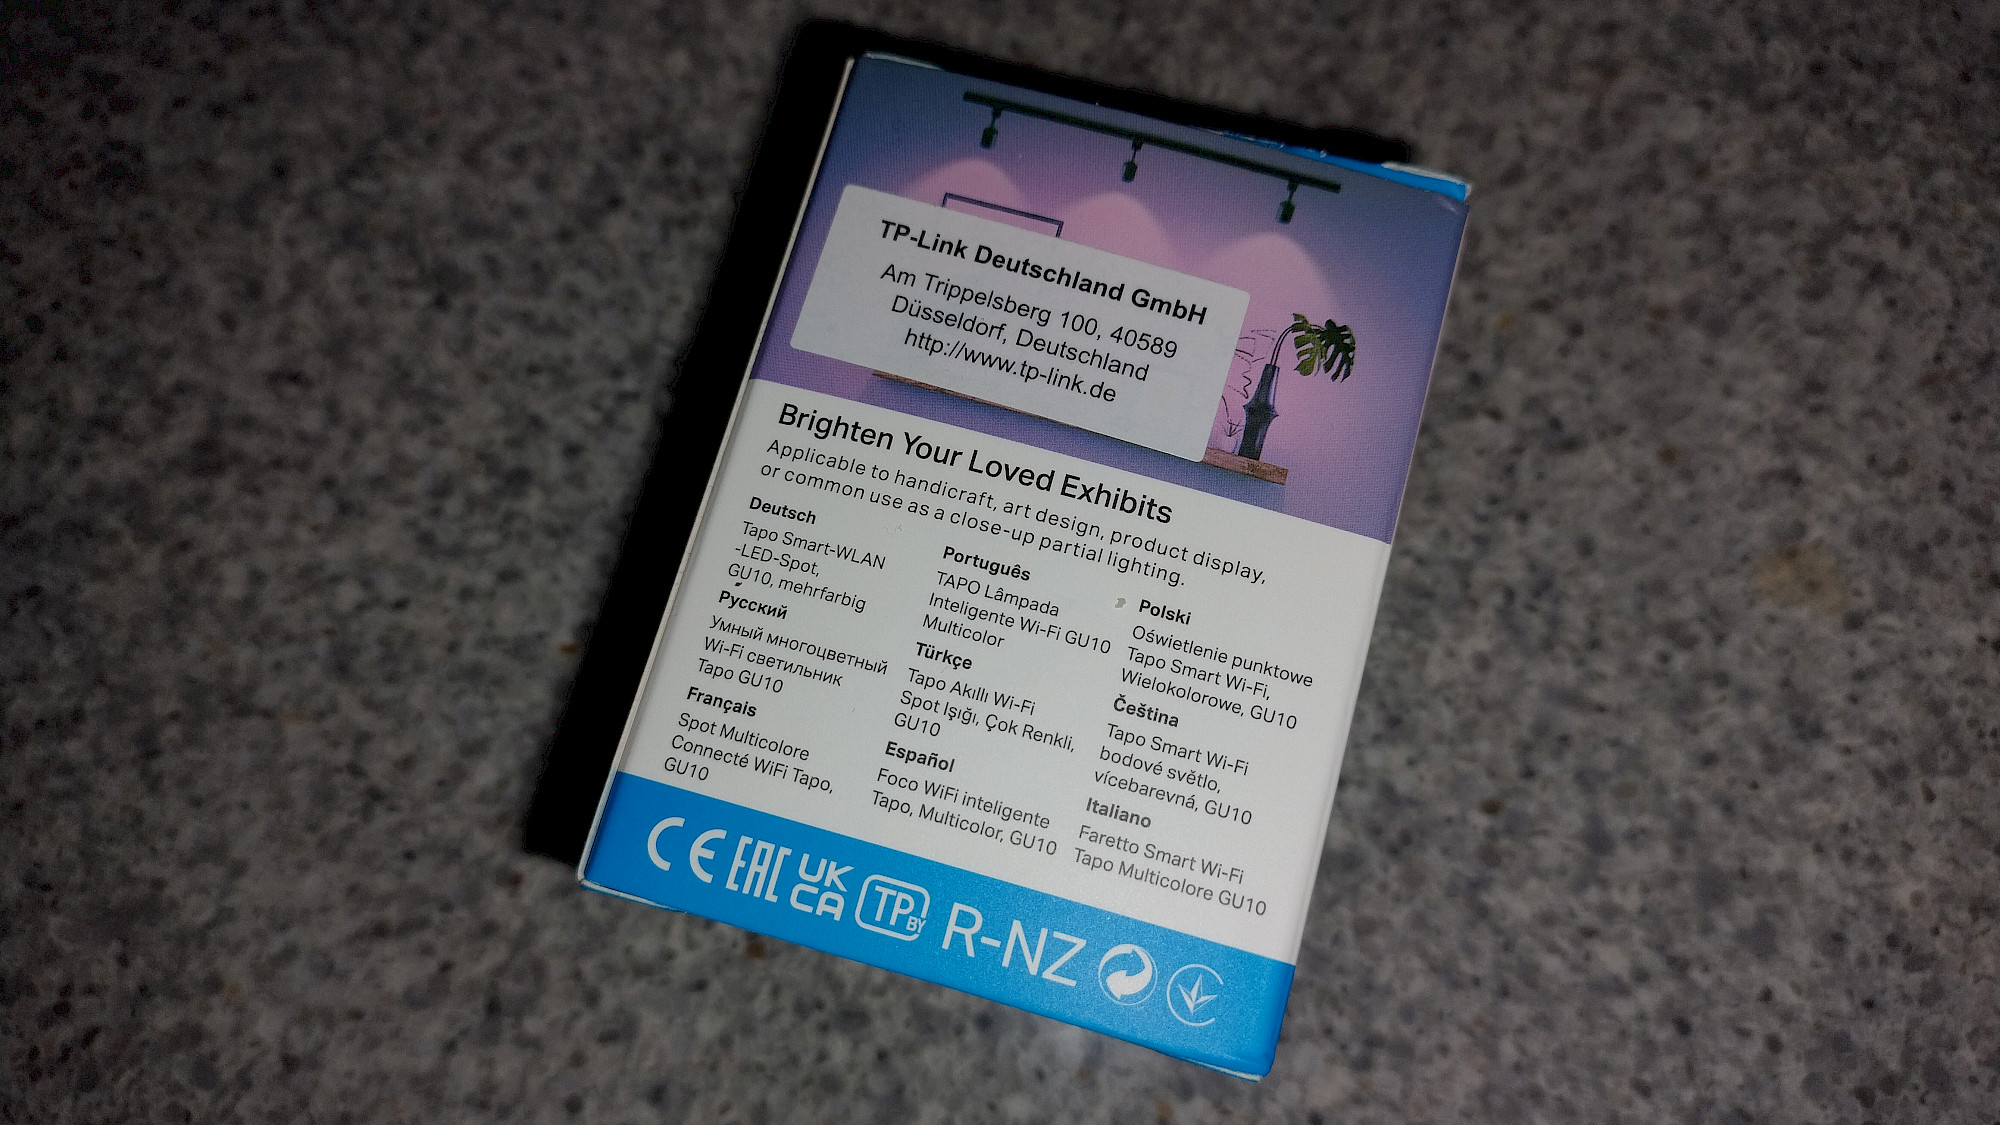 TP-Link Deutschland GmbH
Am Trippelsberg 100, 40589
Düsseldorf, Deutschland
http://www.tp-link.de
Brighten Your Loved Exhibits
Applicable to handicraft, art design, product display,
or common use as a close-up partial lighting.
Deutsch
Tapo Smart-WLAN
-LED-Spot,
GU10, mehrfarbig
Русский
Умный многоцветный
Wi-Fi светильник
Tapo GU10
Français
Spot Multicolore
Connecté WiFi Tapo,
GU10
Português
TAPO Lâmpada
Inteligente Wi-Fi GU10
Multicolor
Türkçe
Tapo Akıllı Wi-Fi
Spot Işığı, Çok Renkli,
GU10
Español
Foco WiFi inteligente
Tapo, Multicolor, GU10
Polski
Oświetlenie punktowe
Tapo Smart Wi-Fi,
Wielokolorowe, GU10
Čeština
Tapo Smart Wi-Fi
bodové světlo,
vícebarevná, GU10
Italiano
Faretto Smart Wi-Fi
Tapo Multicolore GU10
CE EAC UK CA TP BY R-NZ